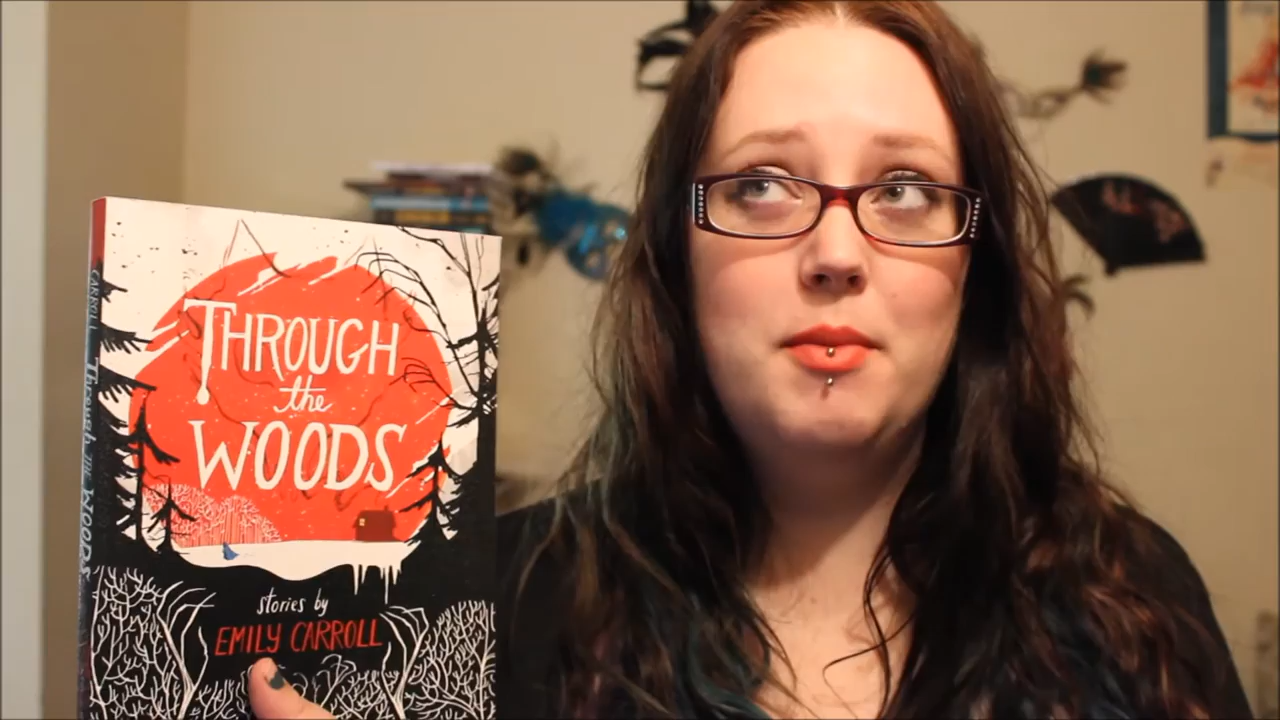 THROUGH
the
WOODS
stories by
EMILY CARROLL
CARROLL THROUGH THE WOODS